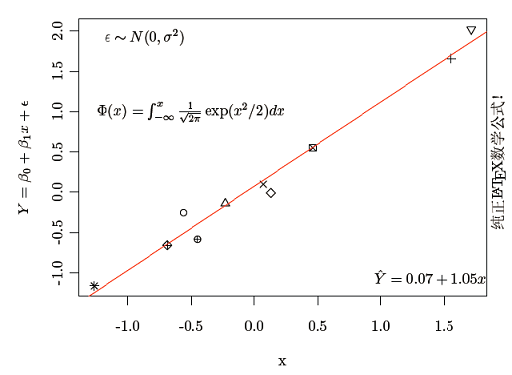 ϵ ∼ N(0, σ²)
Φ(x) = ∫₋∞ˣ 1/√2π exp(x²/2)dx
Ŷ = 0.07 + 1.05x
Y = β₀ + β₁x + ϵ
2.0
1.5
1.0
0.5
0.0
-0.5
-1.0
-1.0 -0.5 0.0 0.5 1.0 1.5
x
纯正LATEX数学公式!